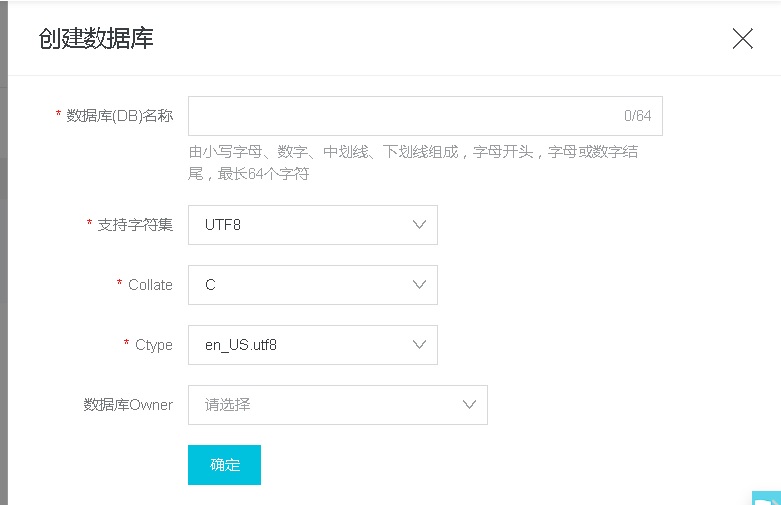 创建数据库
* 数据库(DB)名称
0/64
由小写字母、数字、中划线、下划线组成，字母开头，字母或数字结
尾，最长64个字符
* 支持字符集 UTF8
* Collate C
* Ctype en_US.utf8
数据库Owner 请选择
确定